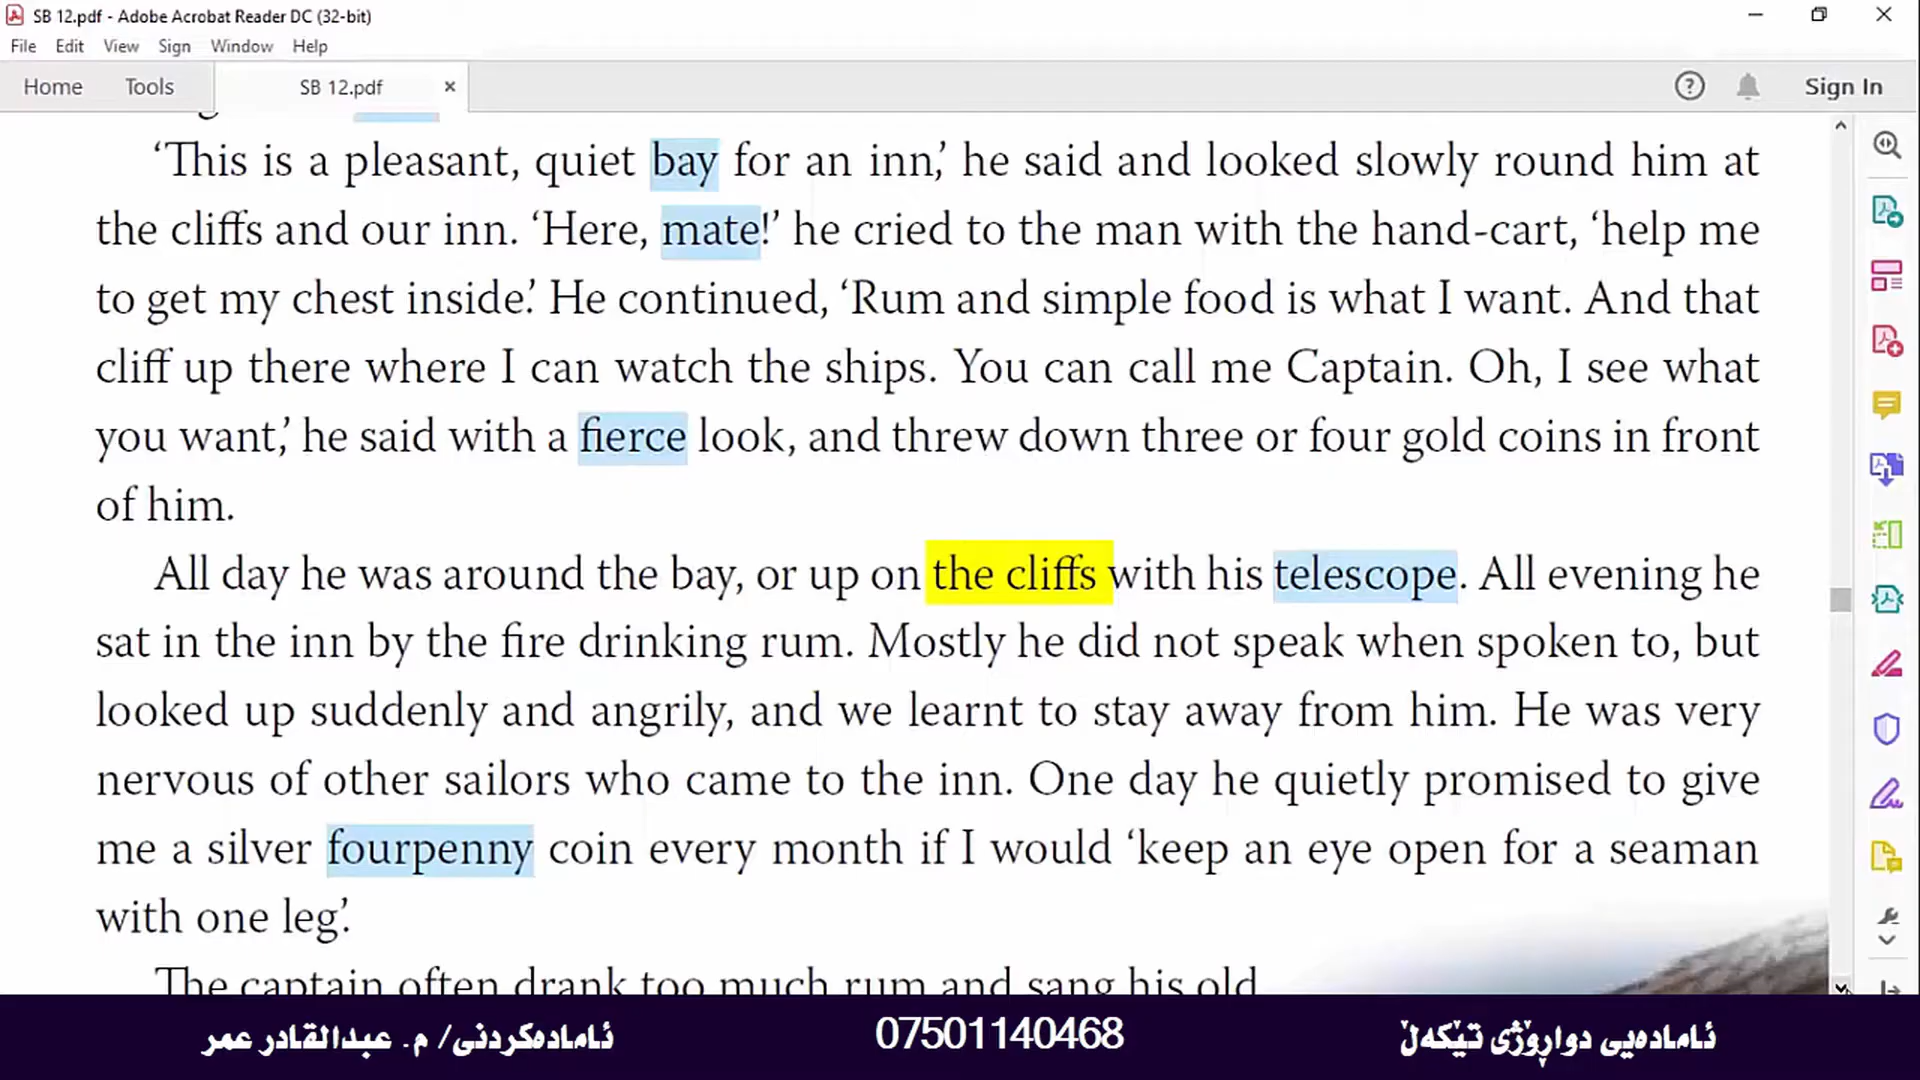 SB 12.pdf - Adobe Acrobat Reader DC (32-bit)
File Edit View Sign Window Help
Home Tools SB 12.pdf × Sign In
‘This is a pleasant, quiet bay for an inn,’ he said and looked slowly round him at
the cliffs and our inn. ‘Here, mate!’ he cried to the man with the hand-cart, ‘help me
to get my chest inside.’ He continued, ‘Rum and simple food is what I want. And that
cliff up there where I can watch the ships. You can call me Captain. Oh, I see what
you want,’ he said with a fierce look, and threw down three or four gold coins in front
of him.
All day he was around the bay, or up on the cliffs with his telescope. All evening he
sat in the inn by the fire drinking rum. Mostly he did not speak when spoken to, but
looked up suddenly and angrily, and we learnt to stay away from him. He was very
nervous of other sailors who came to the inn. One day he quietly promised to give
me a silver fourpenny coin every month if I would ‘keep an eye open for a seaman
with one leg’.
The captain often drank too much rum and sang his old
ئامادەیی دواڕۆژی تێکەڵ 07501140468 ئامادەکردنی/ م. عبدالقادر عمر